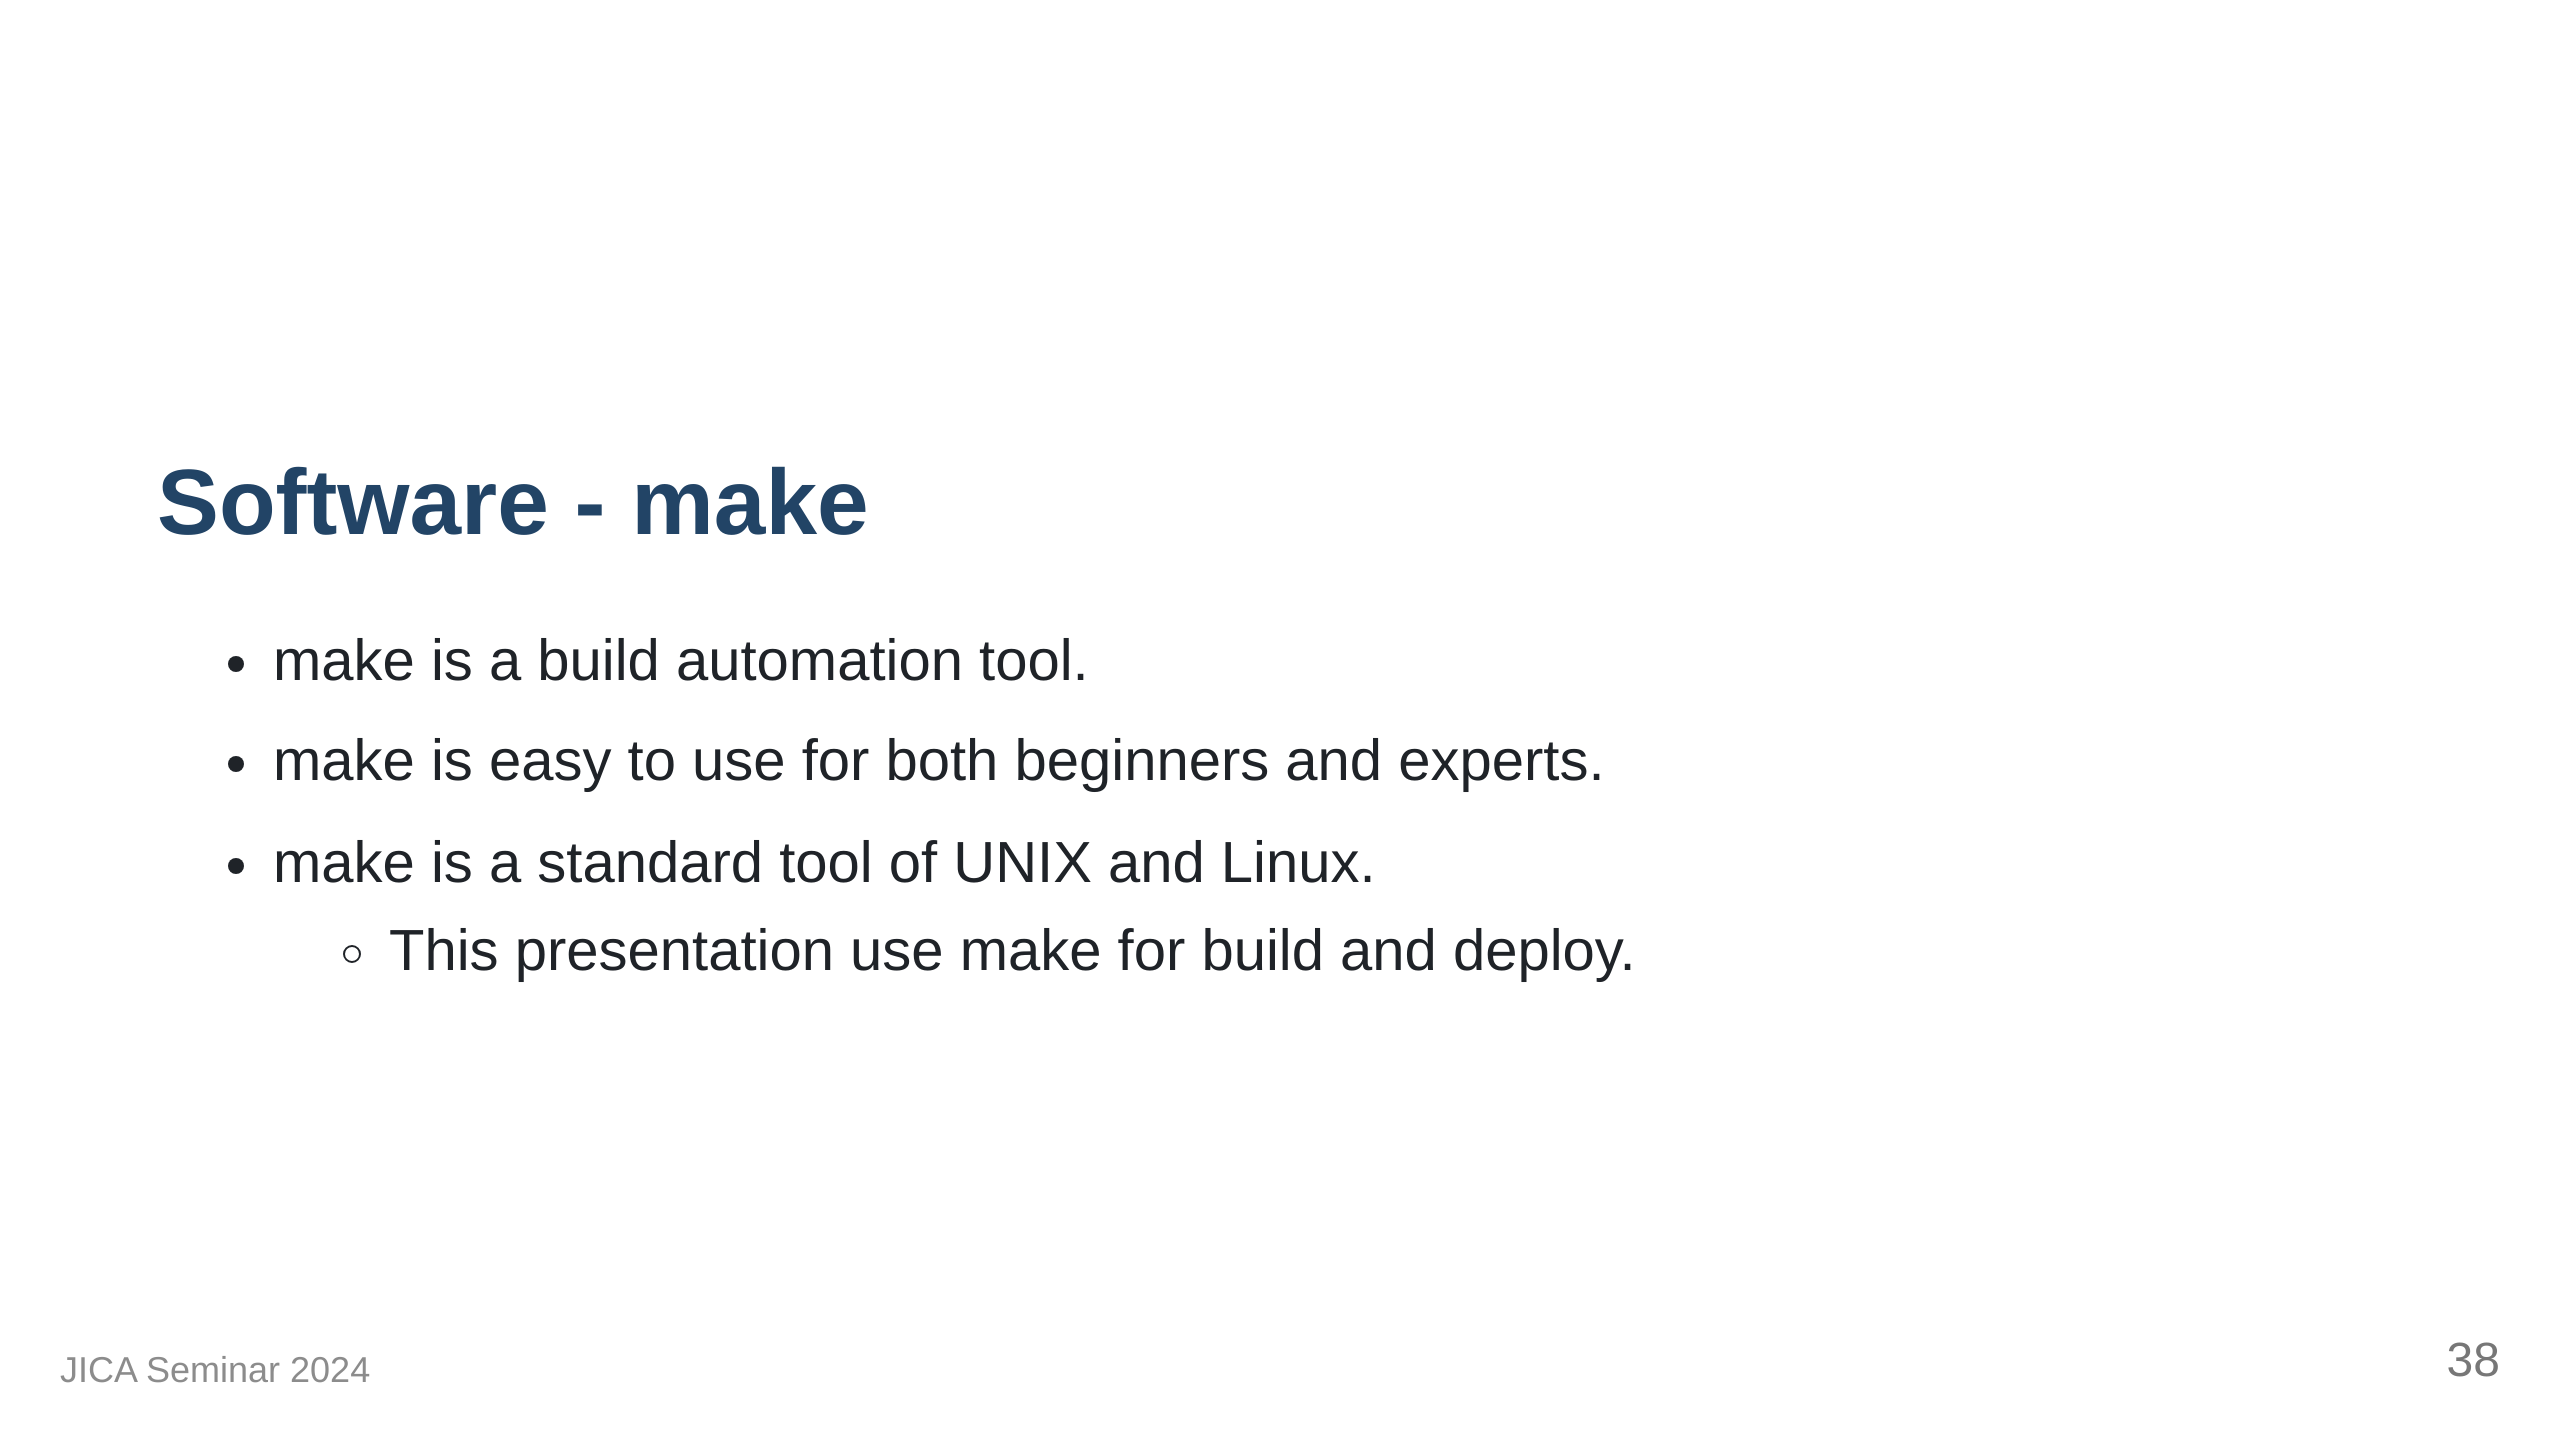 Software - make
• make is a build automation tool.
• make is easy to use for both beginners and experts.
• make is a standard tool of UNIX and Linux.
◦ This presentation use make for build and deploy.
JICA Seminar 2024
38